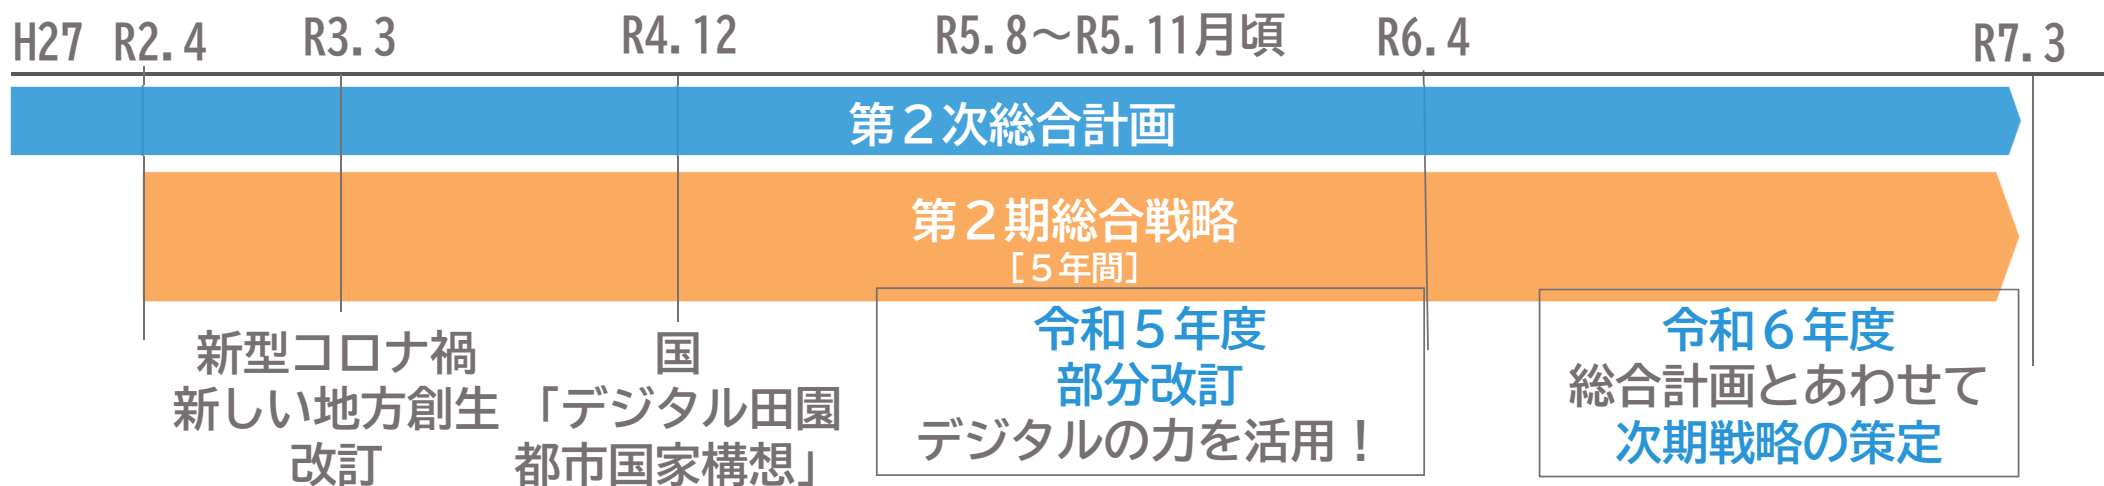 H27 R2.4 R3.3 R4.12 R5.8～R5.11月頃 R6.4 R7.3
第２次総合計画
第２期総合戦略
［５年間］
新型コロナ禍
新しい地方創生
改訂
国
「デジタル田園
都市国家構想」
令和５年度
部分改訂
デジタルの力を活用！
令和６年度
総合計画とあわせて
次期戦略の策定